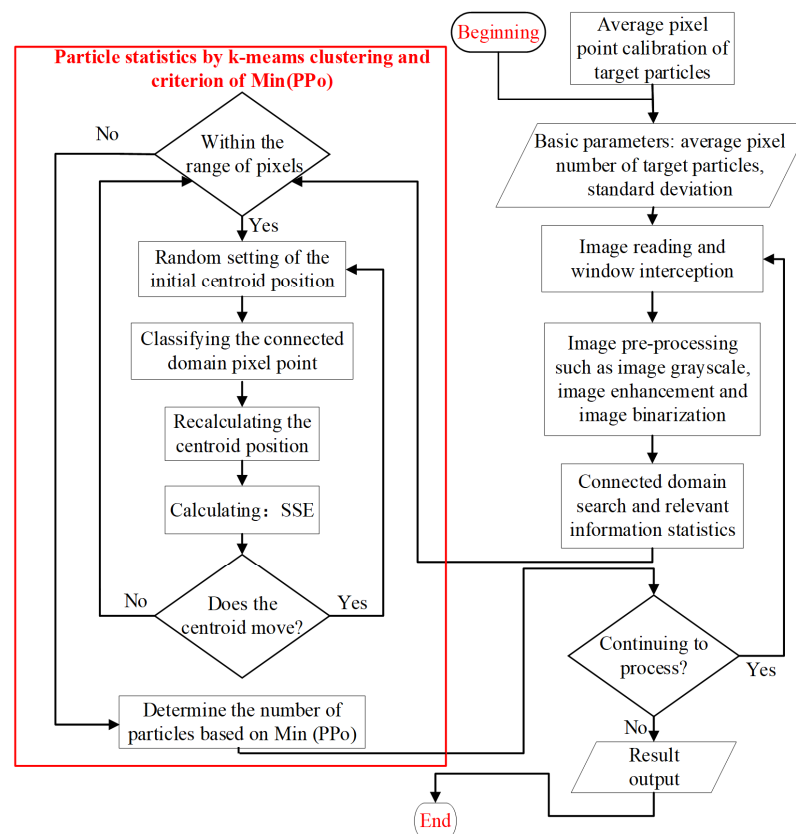 Beginning
Average pixel
point calibration of
target particles
Basic parameters: average pixel
number of target particles,
standard deviation
Image reading and
window interception
Image pre-processing
such as image grayscale,
image enhancement and
image binarization
Connected domain
search and relevant
information statistics
Particle statistics by k-meams clustering and
criterion of Min(PPo)
No
Within the
range of pixels
Yes
Random setting of the
initial centroid position
Classifying the connected
domain pixel point
Recalculating the
centroid position
Calculating：SSE
No
Does the
centroid move?
Yes
Determine the number of
particles based on Min (PPo)
Continuing to
process?
Yes
No
Result
output
End